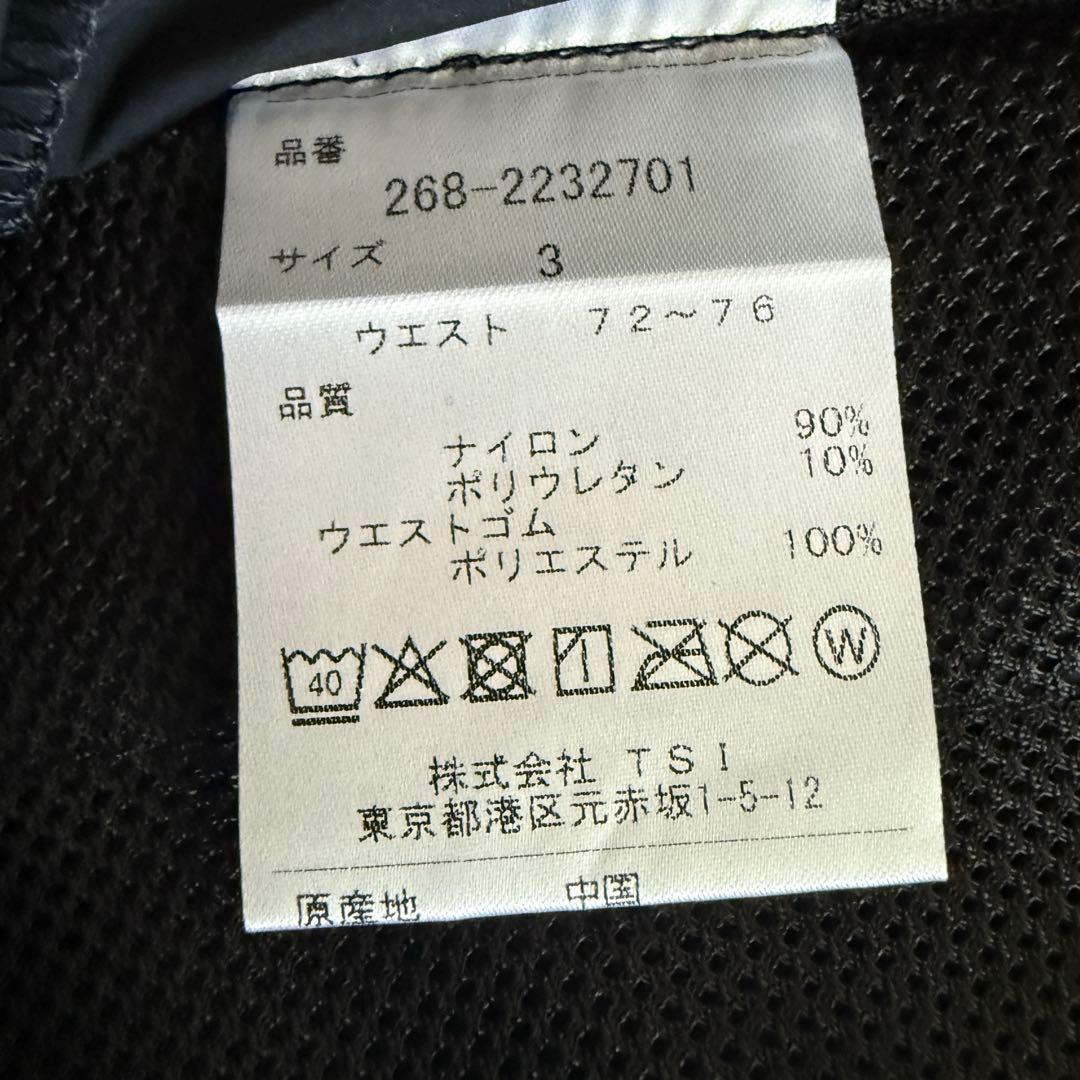 品番
268-2232701
サイズ 3
ウエスト 72~76
品質
ナイロン 90%
ポリウレタン 10%
ウエストゴム
ポリエステル 100%
40 W
株式会社 TSI
東京都港区元赤坂1-5-12
原産地 中国